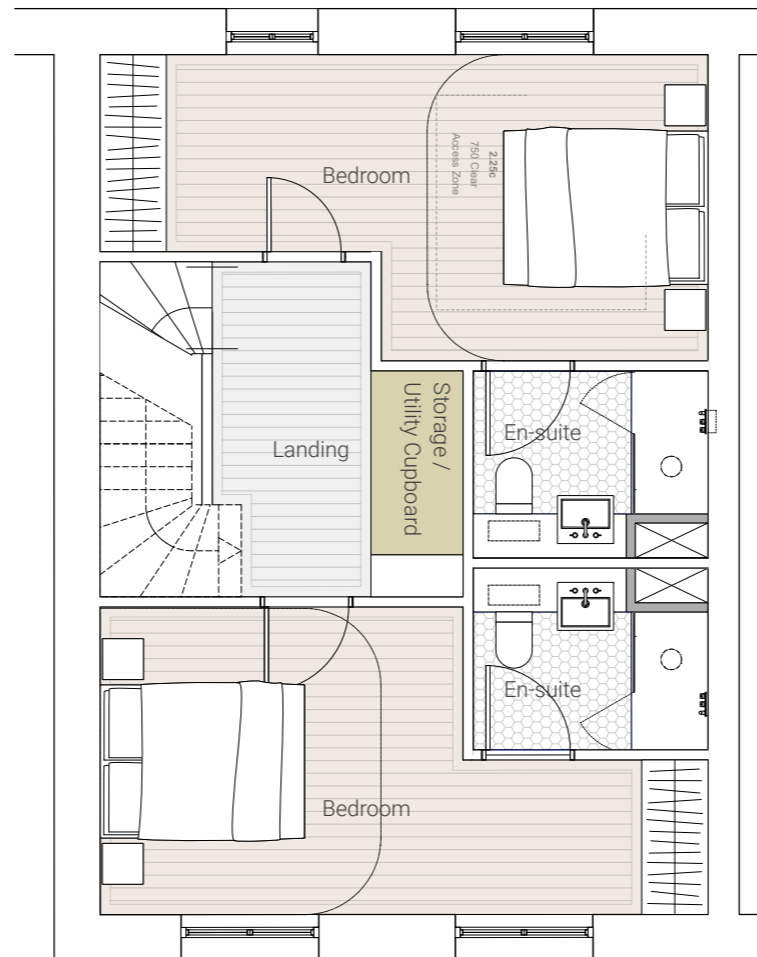 Bedroom
2.25c
750 Clear
Access Zone
Storage /
Utility Cupboard
En-suite
Landing
En-suite
Bedroom